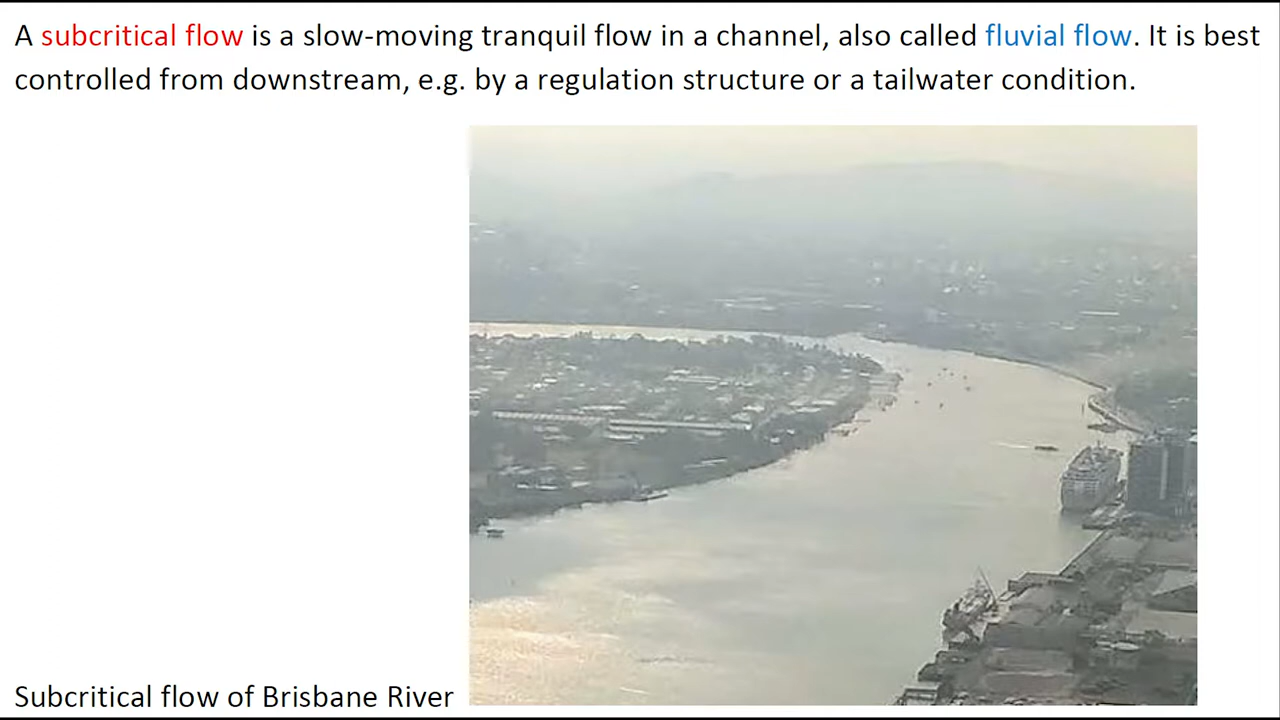 A subcritical flow is a slow-moving tranquil flow in a channel, also called fluvial flow. It is best
controlled from downstream, e.g. by a regulation structure or a tailwater condition.
Subcritical flow of Brisbane River